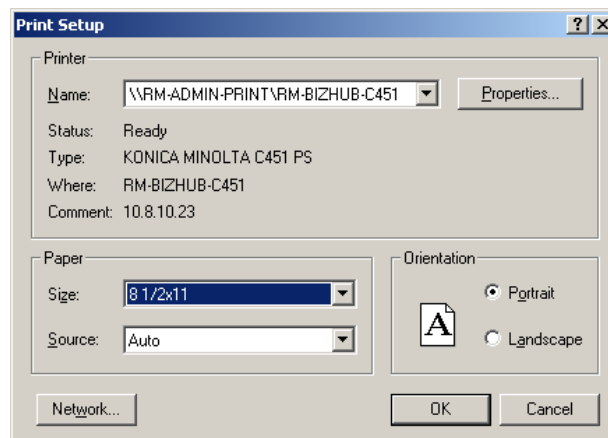 Print Setup
Printer
Name: \\RM-ADMIN-PRINT\RM-BIZHUB-C451 Properties...
Status: Ready
Type: KONICA MINOLTA C451 PS
Where: RM-BIZHUB-C451
Comment: 10.8.10.23
Paper
Size: 8 1/2x11
Source: Auto
Orientation
A
Portrait
Landscape
Network... OK Cancel